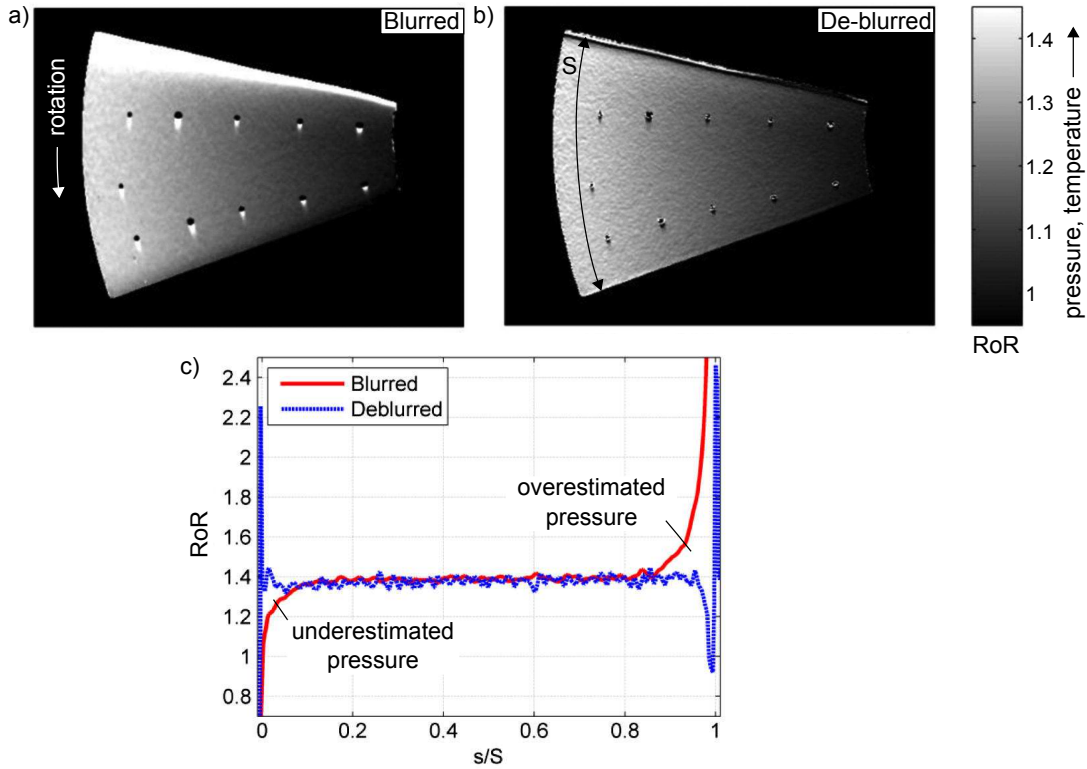 a)
Blurred
rotation
b)
De-blurred
S
1.4
1.3
1.2
1.1
1
RoR
pressure, temperature
c)
Blurred
Deblurred
overestimated
pressure
underestimated
pressure
RoR
2.4
2.2
2
1.8
1.6
1.4
1.2
1
0.8
0
0.2
0.4
0.6
0.8
1
s/S